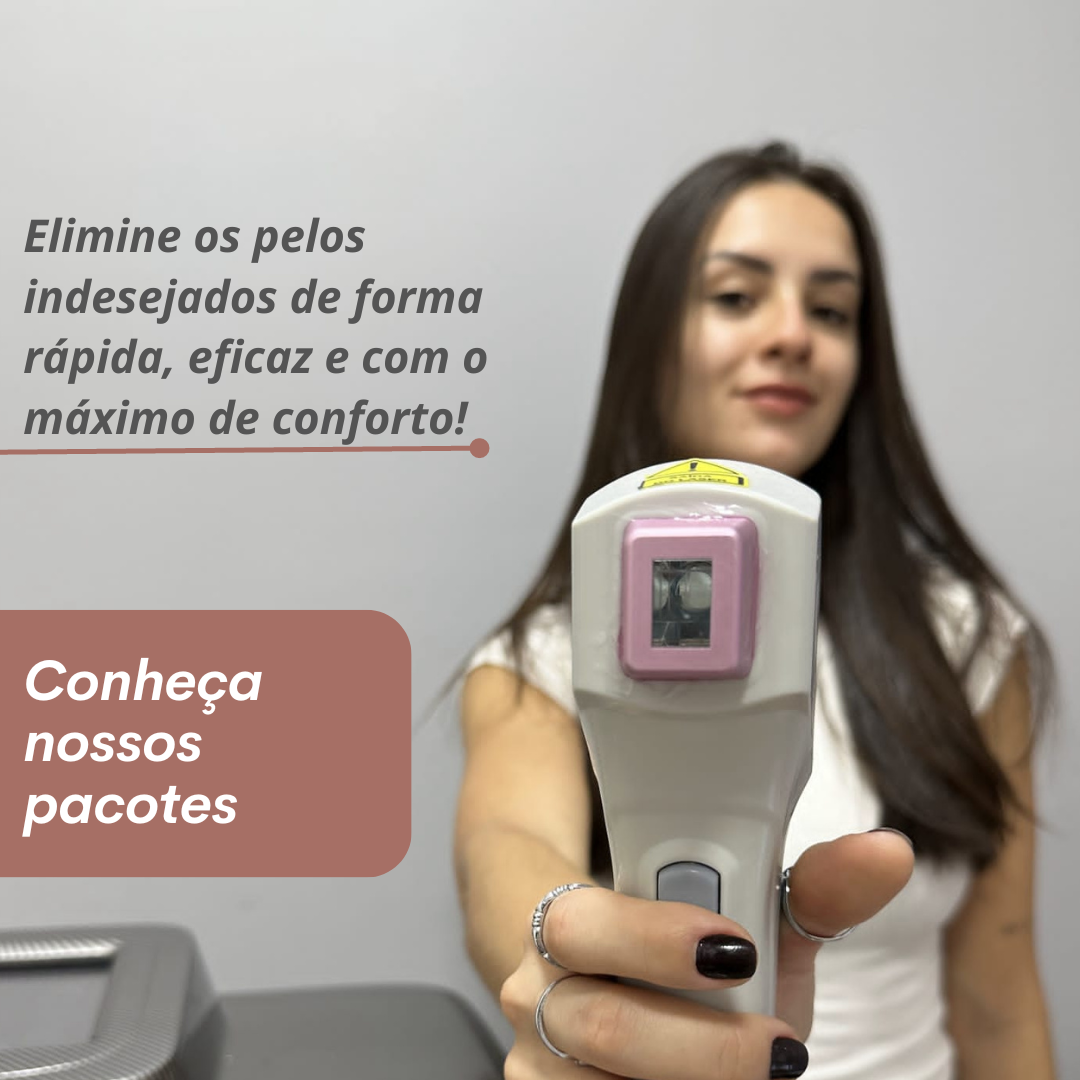 Elimine os pelos
indesejados de forma
rápida, eficaz e com o
máximo de conforto!
Conheça
nossos
pacotes